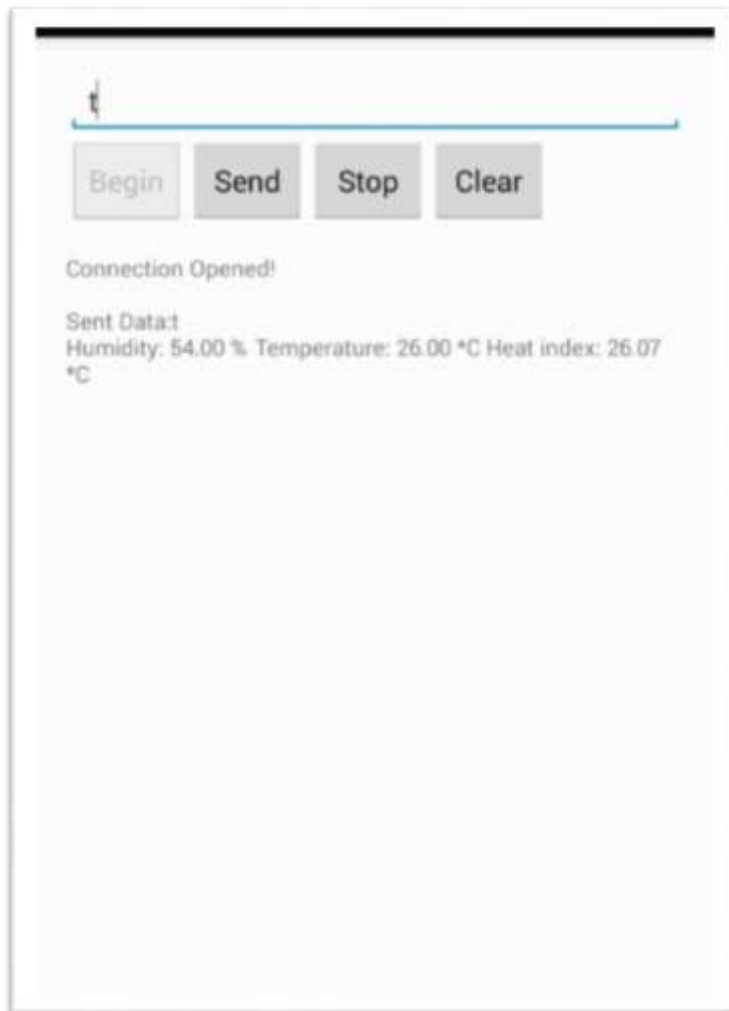 t
Begin Send Stop Clear
Connection Opened!
Sent Data:t
Humidity: 54.00 % Temperature: 26.00 *C Heat index: 26.07
*C